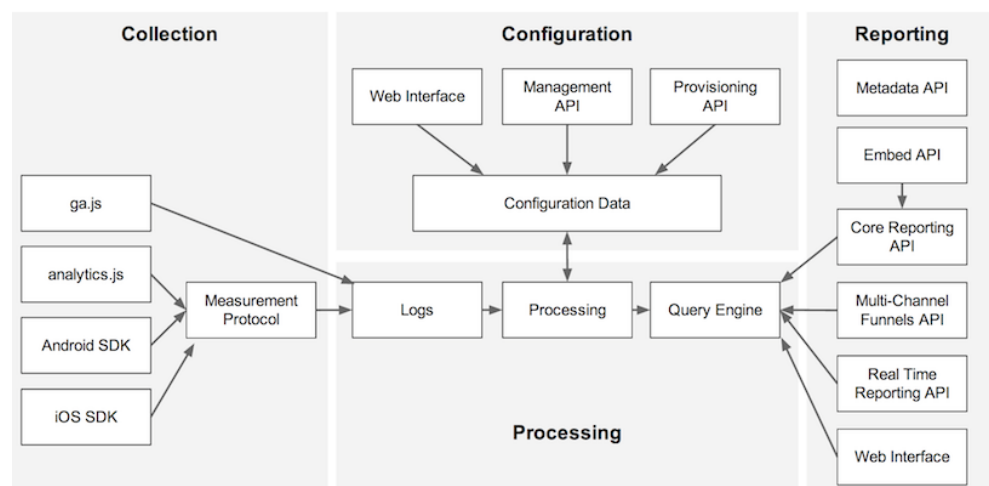 Collection
ga.js
analytics.js
Android SDK
iOS SDK
Measurement
Protocol
Configuration
Web Interface
Management
API
Provisioning
API
Configuration Data
Logs
Processing
Query Engine
Processing
Reporting
Metadata API
Embed API
Core Reporting
API
Multi-Channel
Funnels API
Real Time
Reporting API
Web Interface